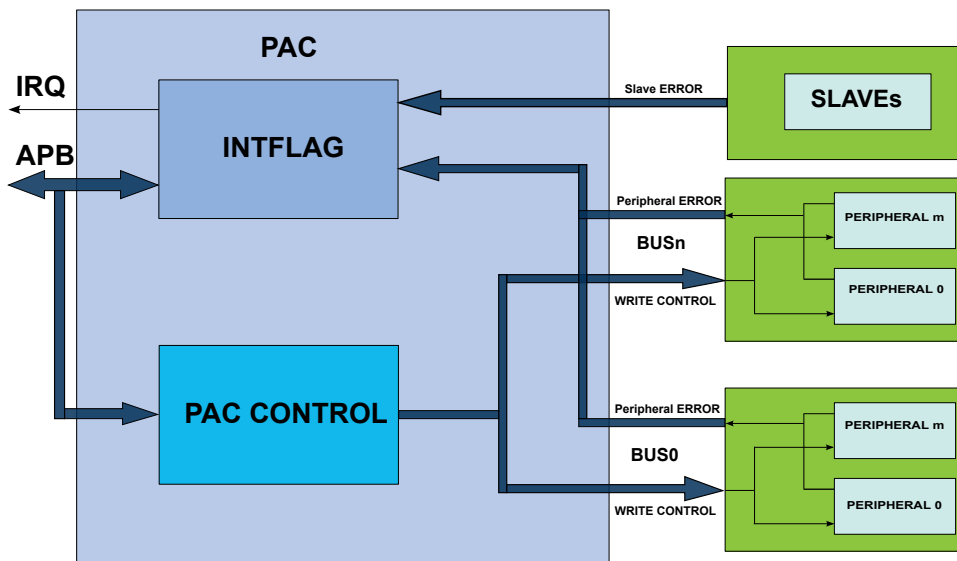 PAC
IRQ
APB
INTFLAG
PAC CONTROL
Slave ERROR
SLAVEs
Peripheral ERROR
BUSn
WRITE CONTROL
PERIPHERAL m
PERIPHERAL 0
Peripheral ERROR
BUS0
WRITE CONTROL
PERIPHERAL m
PERIPHERAL 0